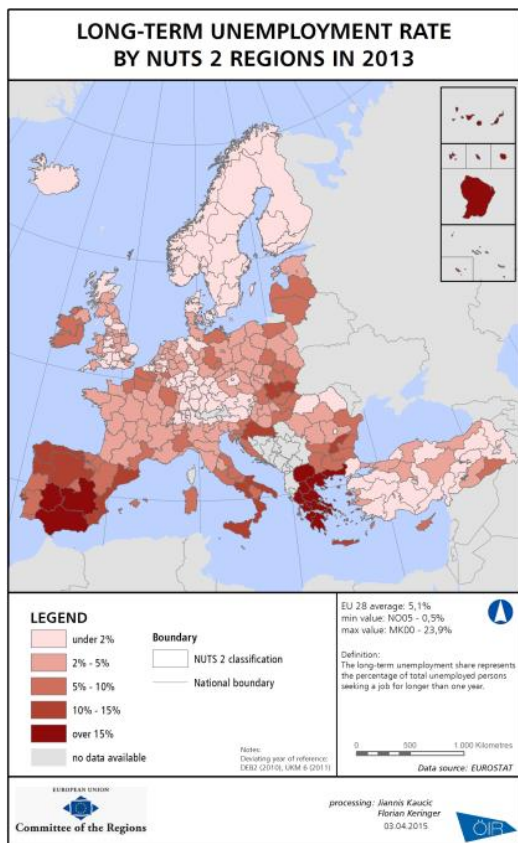 LONG-TERM UNEMPLOYMENT RATE
BY NUTS 2 REGIONS IN 2013
LEGEND
under 2%
2% - 5%
5% - 10%
10% - 15%
over 15%
no data available
Boundary
NUTS 2 classification
National boundary
Notes:
Deviating year of reference:
DEB2 (2010), UKM 6 (2011)
EU 28 average: 5,1%
min value: NO05 - 0,5%
max value: MK00 - 23,9%
Definition:
The long-term unemployment share represents
the percentage of total unemployed persons
seeking a job for longer than one year.
0 500 1.000 Kilometres
Data source: EUROSTAT
EUROPEAN UNION
Committee of the Regions
processing: Jiannis Kaucic
Florian Keringer
03.04.2015
ÖIR